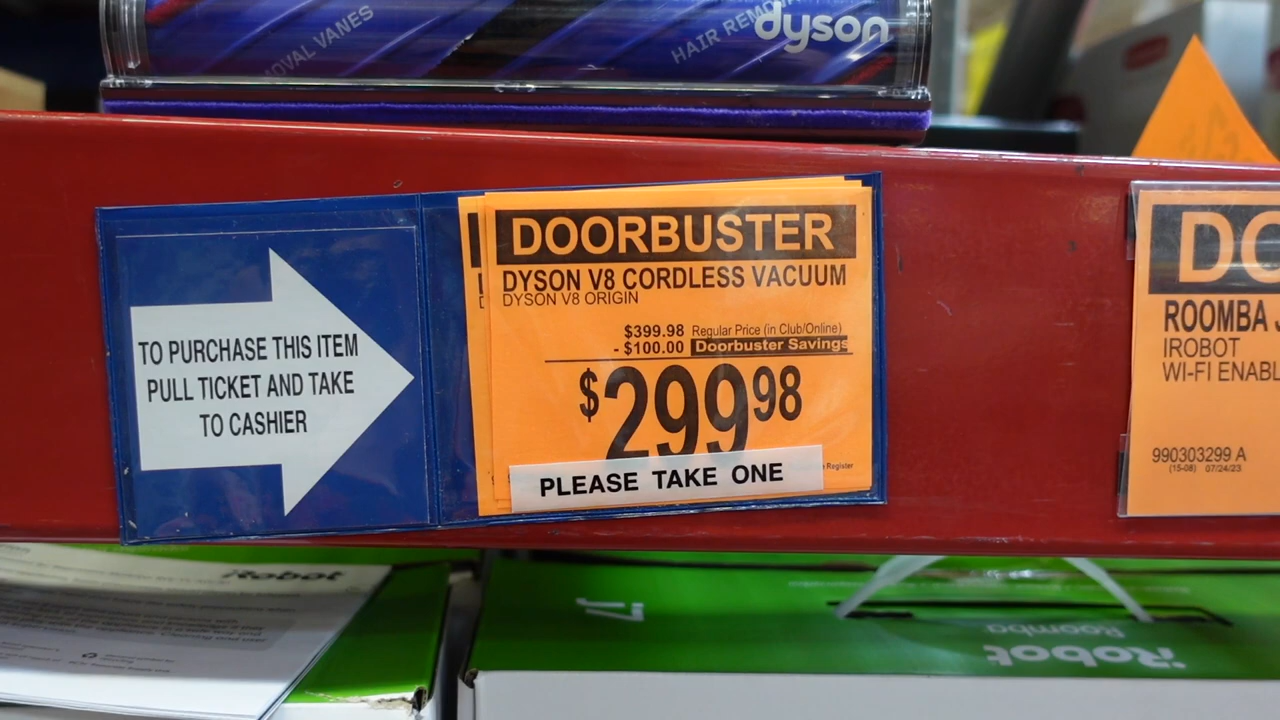 MOVAL VANES
HAIR REMO
dyson
TO PURCHASE THIS ITEM
PULL TICKET AND TAKE
TO CASHIER
DOORBUSTER
DYSON V8 CORDLESS VACUUM
DYSON V8 ORIGIN
$399.98 Regular Price (in Club/Online)
- $100.00 Doorbuster Savings
$299.98
PLEASE TAKE ONE
Register
DO
ROOMBA
IROBOT
WI-FI ENABL
990303299 A
(15-08) 07/24/23
iRobot
j7
Roomba
iRobot